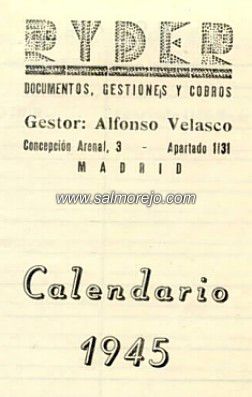 RYDER
DOCUMENTOS, GESTIONES Y COBROS
Gestor: Alfonso Velasco
Concepción Arenal, 3 - Apartado 1131
MADRID
www.salmorejo.com
Calendario
1945